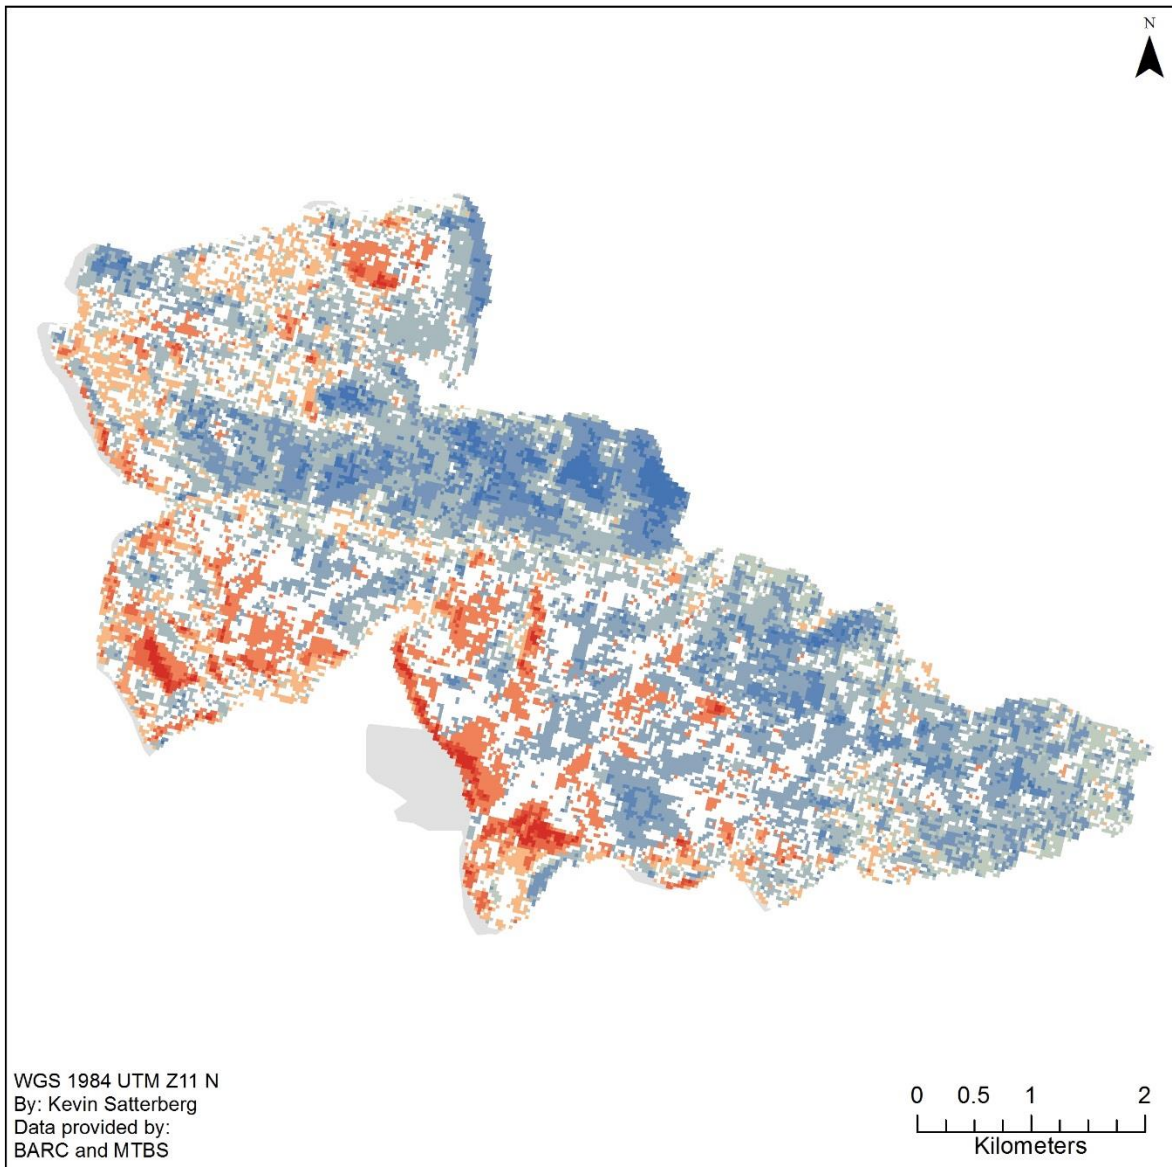 N
WGS 1984 UTM Z11 N
By: Kevin Satterberg
Data provided by:
BARC and MTBS
0 0.5 1 2
Kilometers